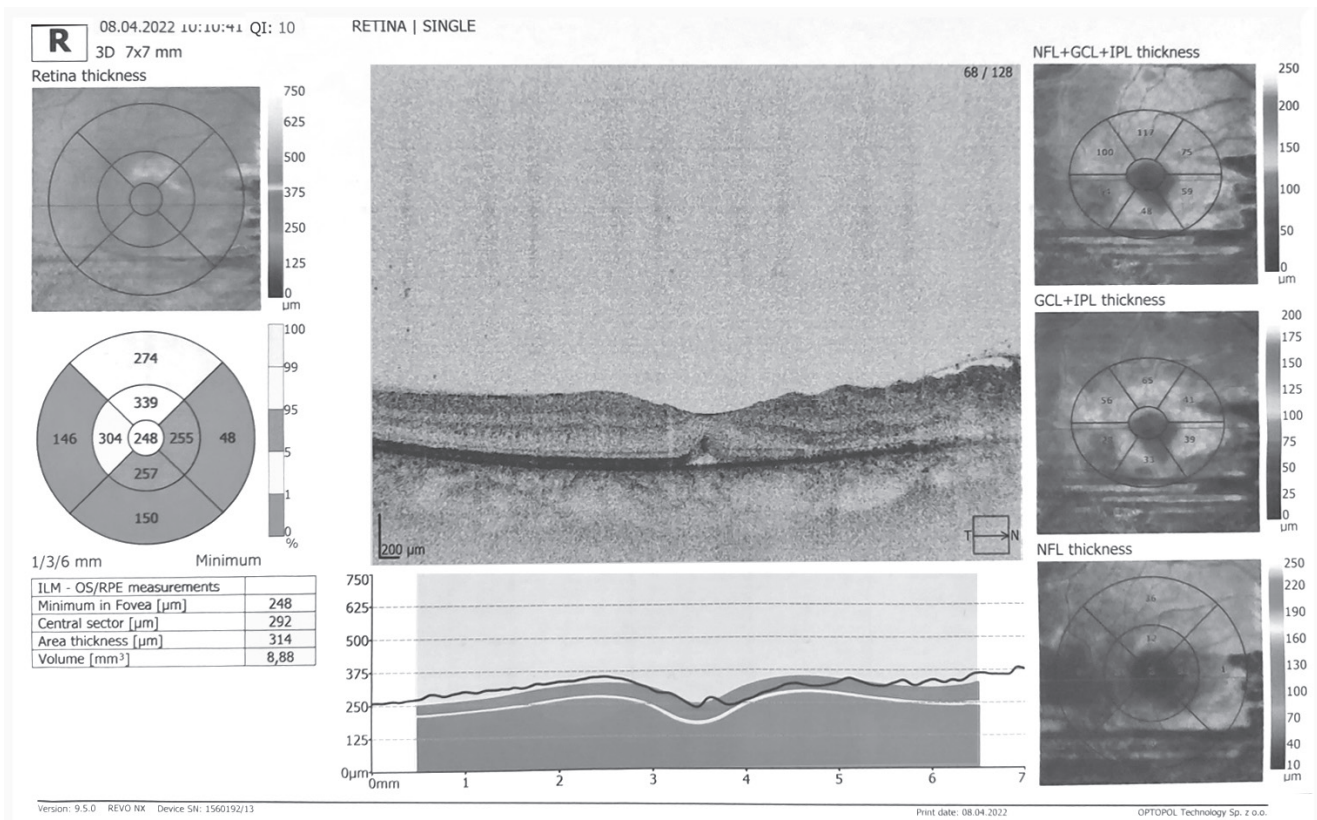 R
08.04.2022 10:10:41 QI: 10
3D 7x7 mm
RETINA | SINGLE
Retina thickness
750
625
500
375
250
125
0
µm
68 / 128
200 µm
T N
NFL+GCL+IPL thickness
250
200
150
100
50
0
µm
117
100 75
59
48
274
339
146 304 248 255 48
257
150
100
99
95
5
1
0
%
1/3/6 mm Minimum
GCL+IPL thickness
200
175
150
125
100
75
50
25
0
µm
65
56
39
33
ILM - OS/RPE measurements
Minimum in Fovea [µm] 248
Central sector [µm] 292
Area thickness [µm] 314
Volume [mm³] 8,88
750
625
500
375
250
125
0µm
0mm 1 2 3 4 5 6 7
NFL thickness
250
220
190
160
130
100
70
40
10
µm
26
12
1
Version: 9.5.0 REVO NX Device SN: 1560192/13
Print date: 08.04.2022
OPTOPOL Technology Sp. z o.o.